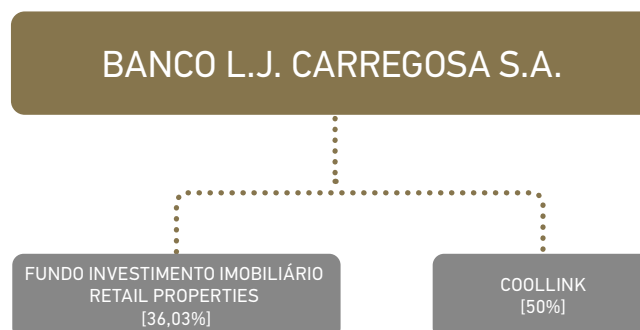 BANCO L.J. CARREGOSA S.A.
FUNDO INVESTIMENTO IMOBILIÁRIO
RETAIL PROPERTIES
[36,03%]
COOLLINK
[50%]